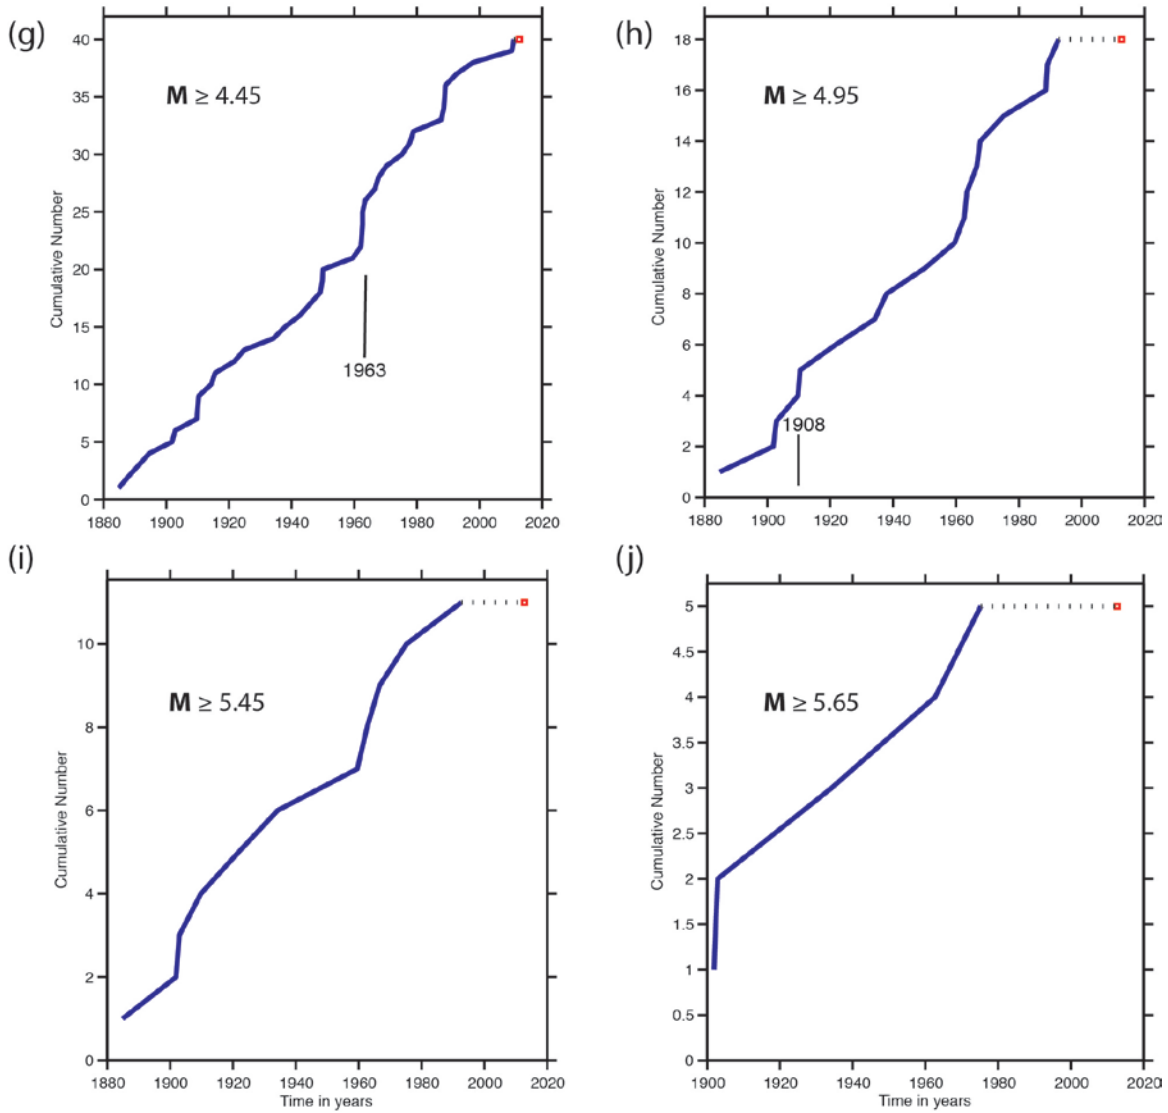 (g)
M ≥ 4.45
Cumulative Number
40
35
30
25
20
15
10
5
0
1963
1880 1900 1920 1940 1960 1980 2000 2020
(h)
M ≥ 4.95
Cumulative Number
18
16
14
12
10
8
6
4
2
0
1908
1880 1900 1920 1940 1960 1980 2000 2020
(i)
M ≥ 5.45
Cumulative Number
10
8
6
4
2
0
1880 1900 1920 1940 1960 1980 2000 2020
Time in years
(j)
M ≥ 5.65
Cumulative Number
5
4.5
4
3.5
3
2.5
2
1.5
1
0.5
0
1900 1920 1940 1960 1980 2000 2020
Time in years